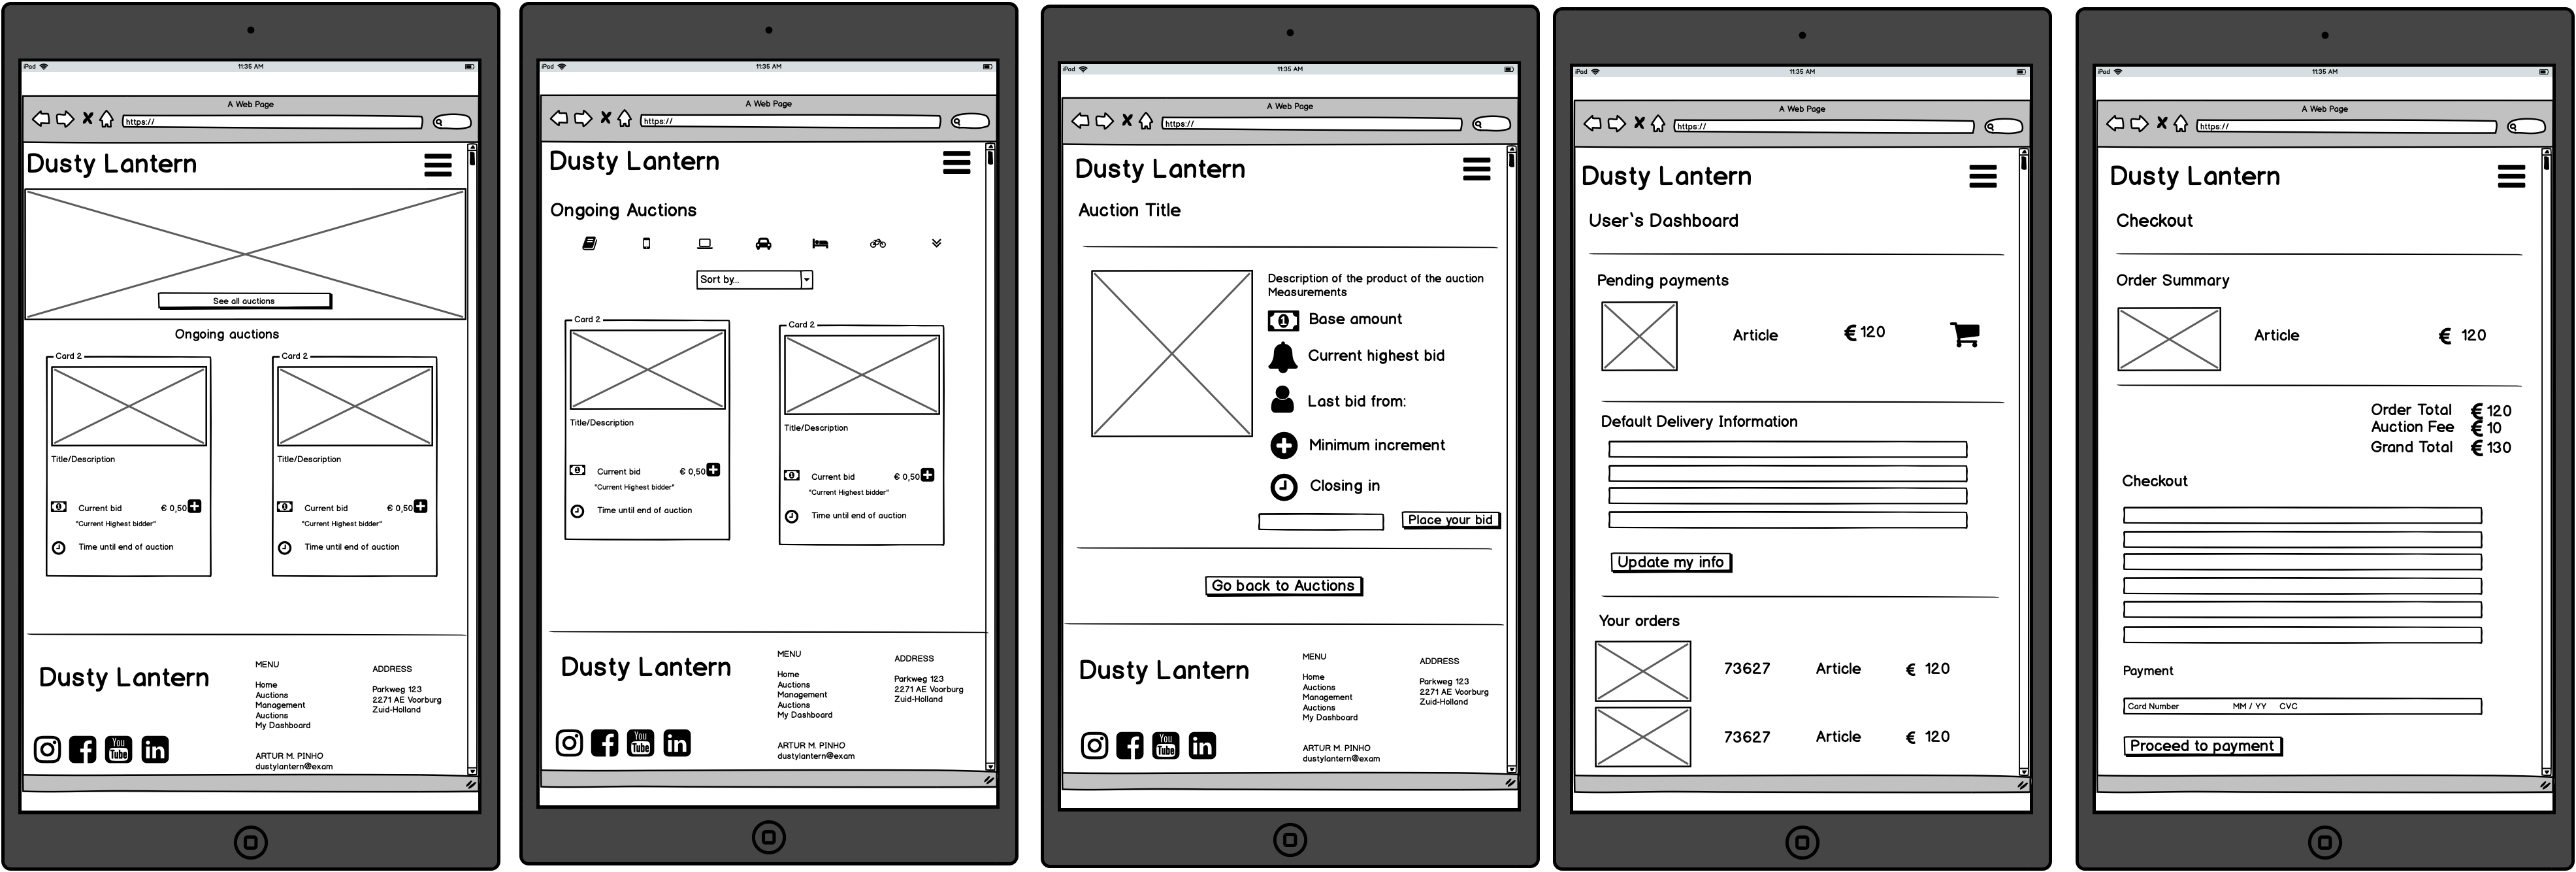 iPad
11:35 AM
A Web Page
https://
Dusty Lantern
See all auctions
Ongoing auctions
Card 2
Title/Description
Current bid € 0,50
"Current Highest bidder"
Time until end of auction
Card 2
Title/Description
Current bid € 0,50
"Current Highest bidder"
Time until end of auction
Dusty Lantern
MENU
Home
Auctions
Management
Auctions
My Dashboard
ARTUR M. PINHO
dustylantern@exam
ADDRESS
Parkweg 123
2271 AE Voorburg
Zuid-Holland
You
Tube
in
iPad
11:35 AM
A Web Page
https://
Dusty Lantern
Ongoing Auctions
Sort by...
Card 2
Title/Description
Current bid € 0,50
"Current Highest bidder"
Time until end of auction
Card 2
Title/Description
Current bid € 0,50
"Current Highest bidder"
Time until end of auction
Dusty Lantern
MENU
Home
Auctions
Management
Auctions
My Dashboard
ARTUR M. PINHO
dustylantern@exam
ADDRESS
Parkweg 123
2271 AE Voorburg
Zuid-Holland
You
Tube
in
iPad
11:35 AM
A Web Page
https://
Dusty Lantern
Auction Title
Description of the product of the auction
Measurements
Base amount
Current highest bid
Last bid from:
Minimum increment
Closing in
Place your bid
Go back to Auctions
Dusty Lantern
MENU
Home
Auctions
Management
Auctions
My Dashboard
ARTUR M. PINHO
dustylantern@exam
ADDRESS
Parkweg 123
2271 AE Voorburg
Zuid-Holland
You
Tube
in
iPad
11:35 AM
A Web Page
https://
Dusty Lantern
User's Dashboard
Pending payments
Article € 120
Default Delivery Information
Update my info
Your orders
73627 Article € 120
73627 Article € 120
iPad
11:35 AM
A Web Page
https://
Dusty Lantern
Checkout
Order Summary
Article € 120
Order Total € 120
Auction Fee € 10
Grand Total € 130
Checkout
Payment
Card Number MM / YY CVC
Proceed to payment